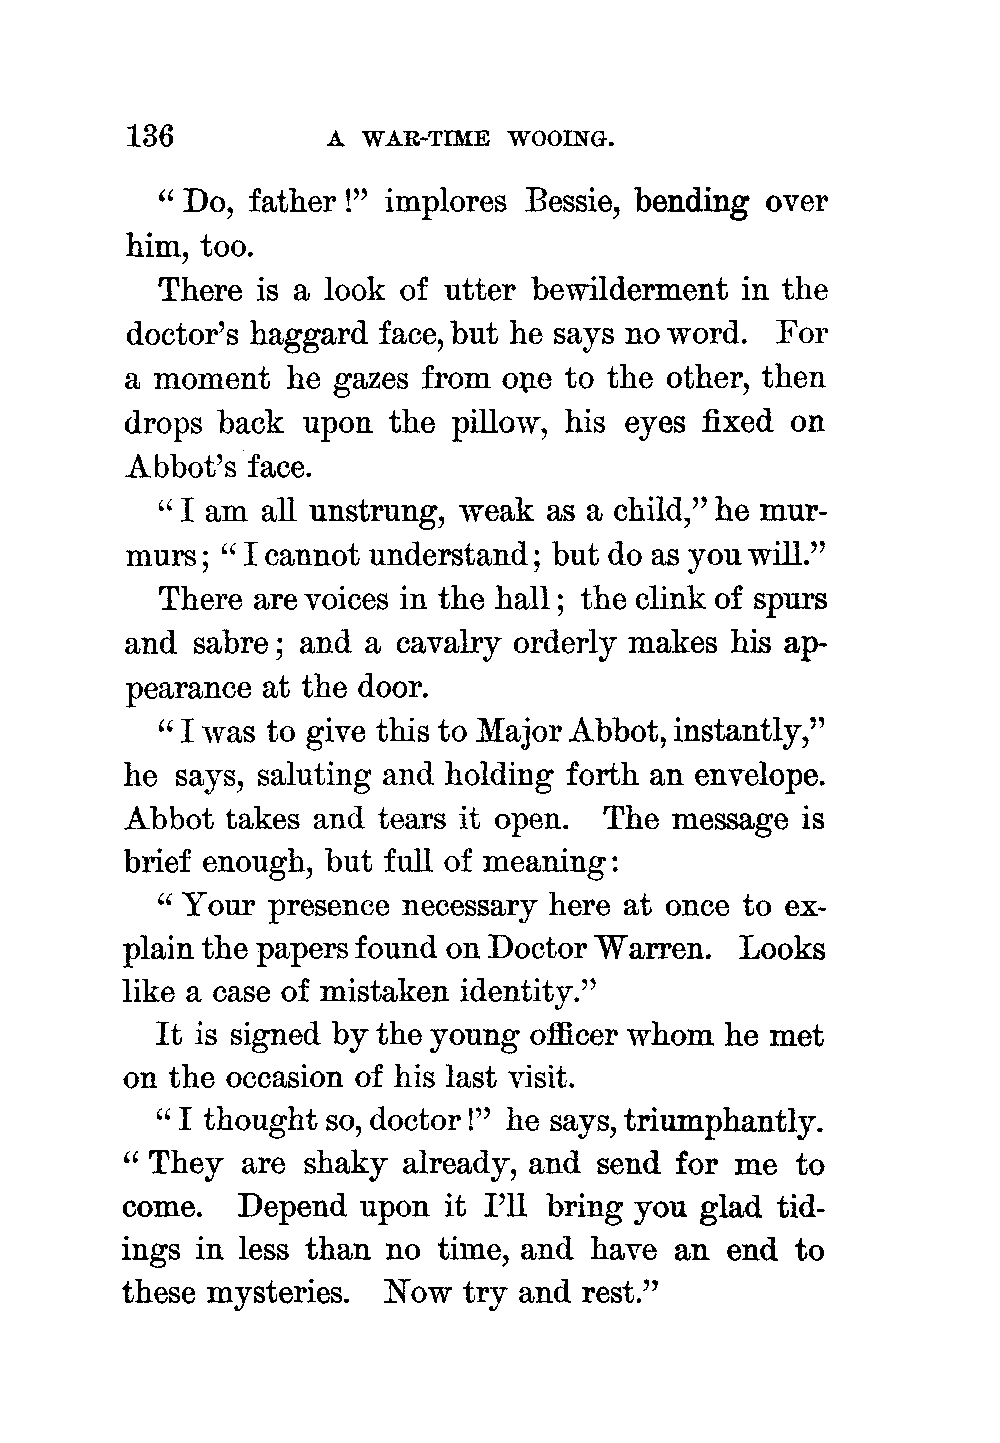 136 A WAR-TIME WOOING.
“Do, father!” implores Bessie, bending over
him, too.
There is a look of utter bewilderment in the
doctor’s haggard face, but he says no word. For
a moment he gazes from one to the other, then
drops back upon the pillow, his eyes fixed on
Abbot’s face.
“I am all unstrung, weak as a child,” he mur-
murs; “I cannot understand; but do as you will.”
There are voices in the hall; the clink of spurs
and sabre; and a cavalry orderly makes his ap-
pearance at the door.
“I was to give this to Major Abbot, instantly,”
he says, saluting and holding forth an envelope.
Abbot takes and tears it open. The message is
brief enough, but full of meaning:
“Your presence necessary here at once to ex-
plain the papers found on Doctor Warren. Looks
like a case of mistaken identity.”
It is signed by the young officer whom he met
on the occasion of his last visit.
“I thought so, doctor!” he says, triumphantly.
“They are shaky already, and send for me to
come. Depend upon it I’ll bring you glad tid-
ings in less than no time, and have an end to
these mysteries. Now try and rest.”